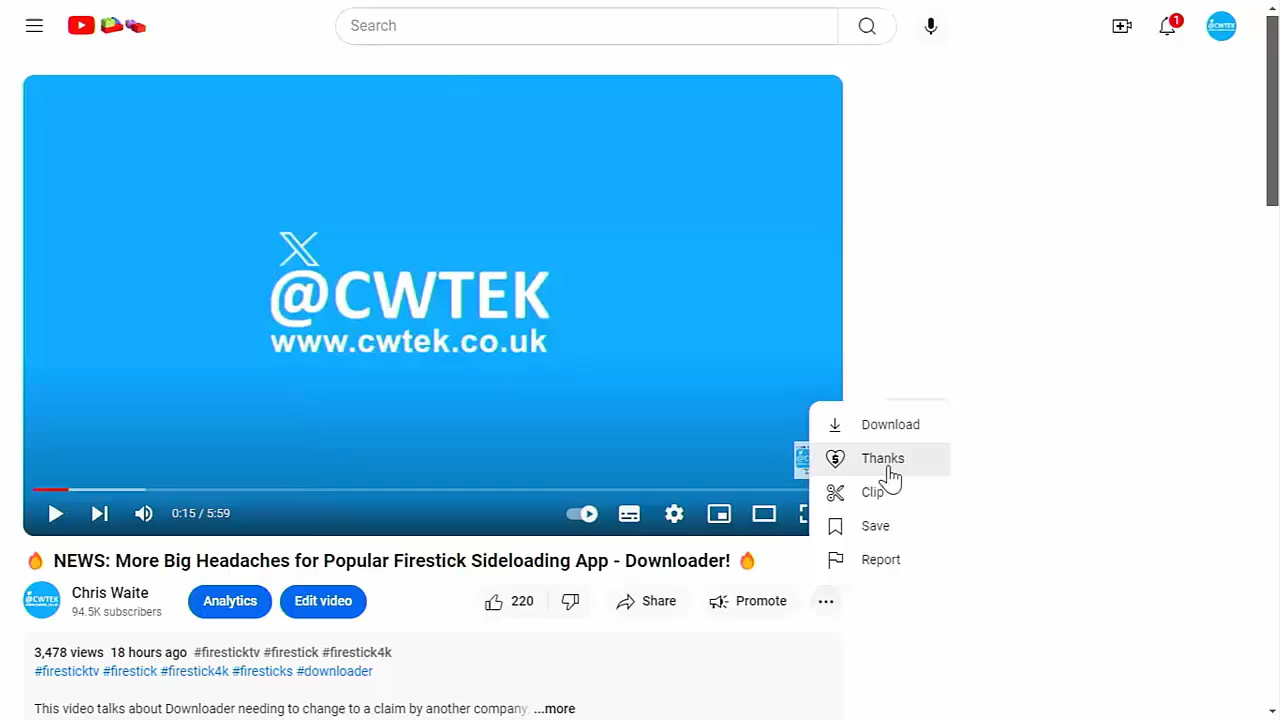 Search
1
CWTEK
X
@CWTEK
www.cwtek.co.uk
Download
Thanks
Clip
Save
Report
0:15 / 5:59
🔥 NEWS: More Big Headaches for Popular Firestick Sideloading App - Downloader! 🔥
Chris Waite
94.5K subscribers
Analytics
Edit video
220
Share
Promote
3,478 views 18 hours ago #firesticktv #firestick #firestick4k
#firesticktv #firestick #firestick4k #firesticks #downloader
This video talks about Downloader needing to change to a claim by another company. ...more